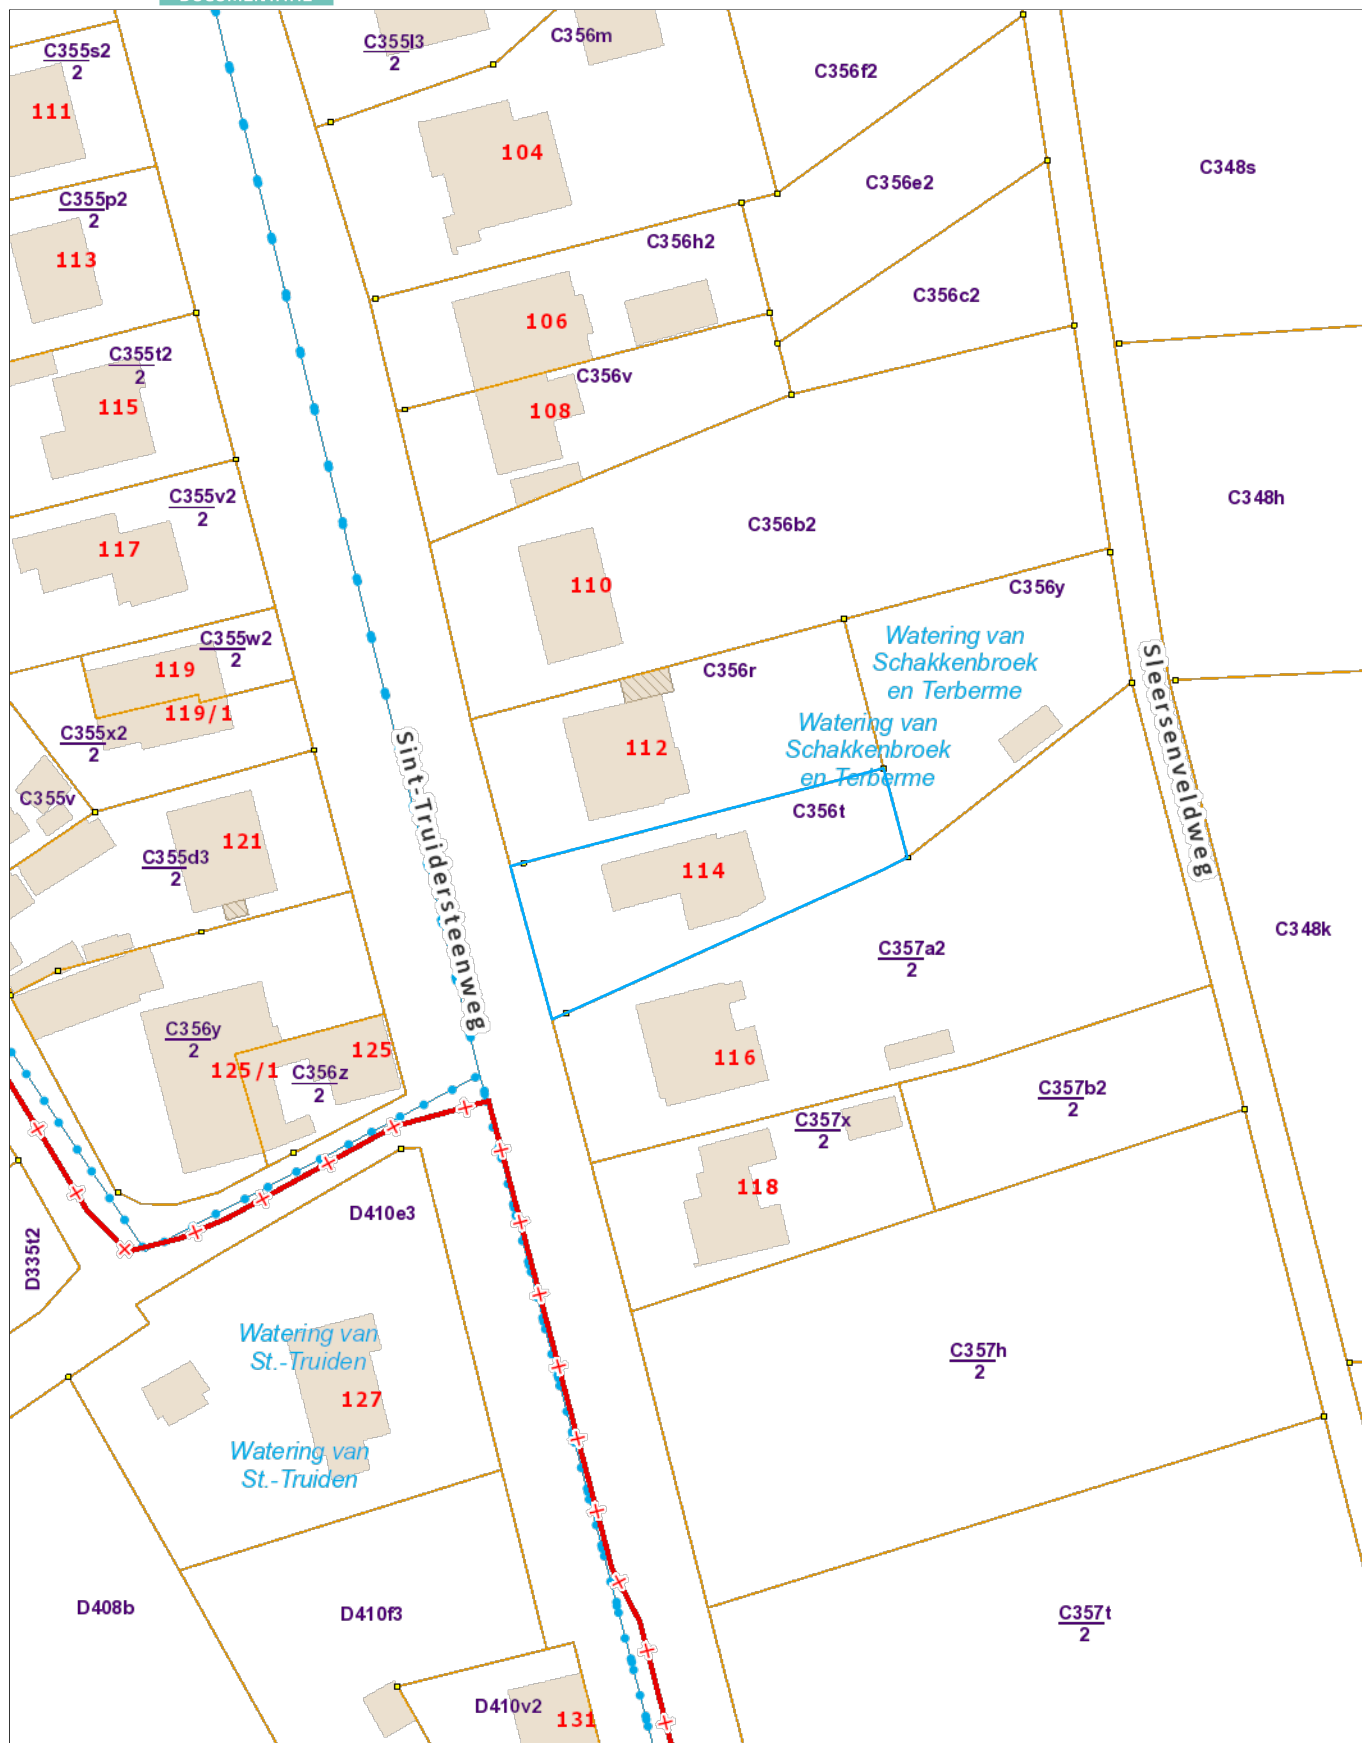 C355s2
2
111
C355l3
2
C356m
C356f2
104
C348s
C356e2
C355p2
2
113
C356h2
C356c2
106
C355t2
2
115
C356v
108
C355v2
2
117
C348h
C356b2
110
C356y
C355w2
2
119
119/1
Watering van
Schakkenbroek
en Terberme
C356r
Watering van
Schakkenbroek
en Terberme
112
C355x2
2
Sint-Truidersteenweg
Sleersenveldweg
C355v
C356t
121
C355d3
2
114
C348k
C357a2
2
C356y
2
125/1
125
C356z
2
116
C357b2
2
C357x
2
118
D410e3
D335t2
Watering van
St.-Truiden
127
C357h
2
Watering van
St.-Truiden
D408b
D410f3
C357t
2
D410v2
131